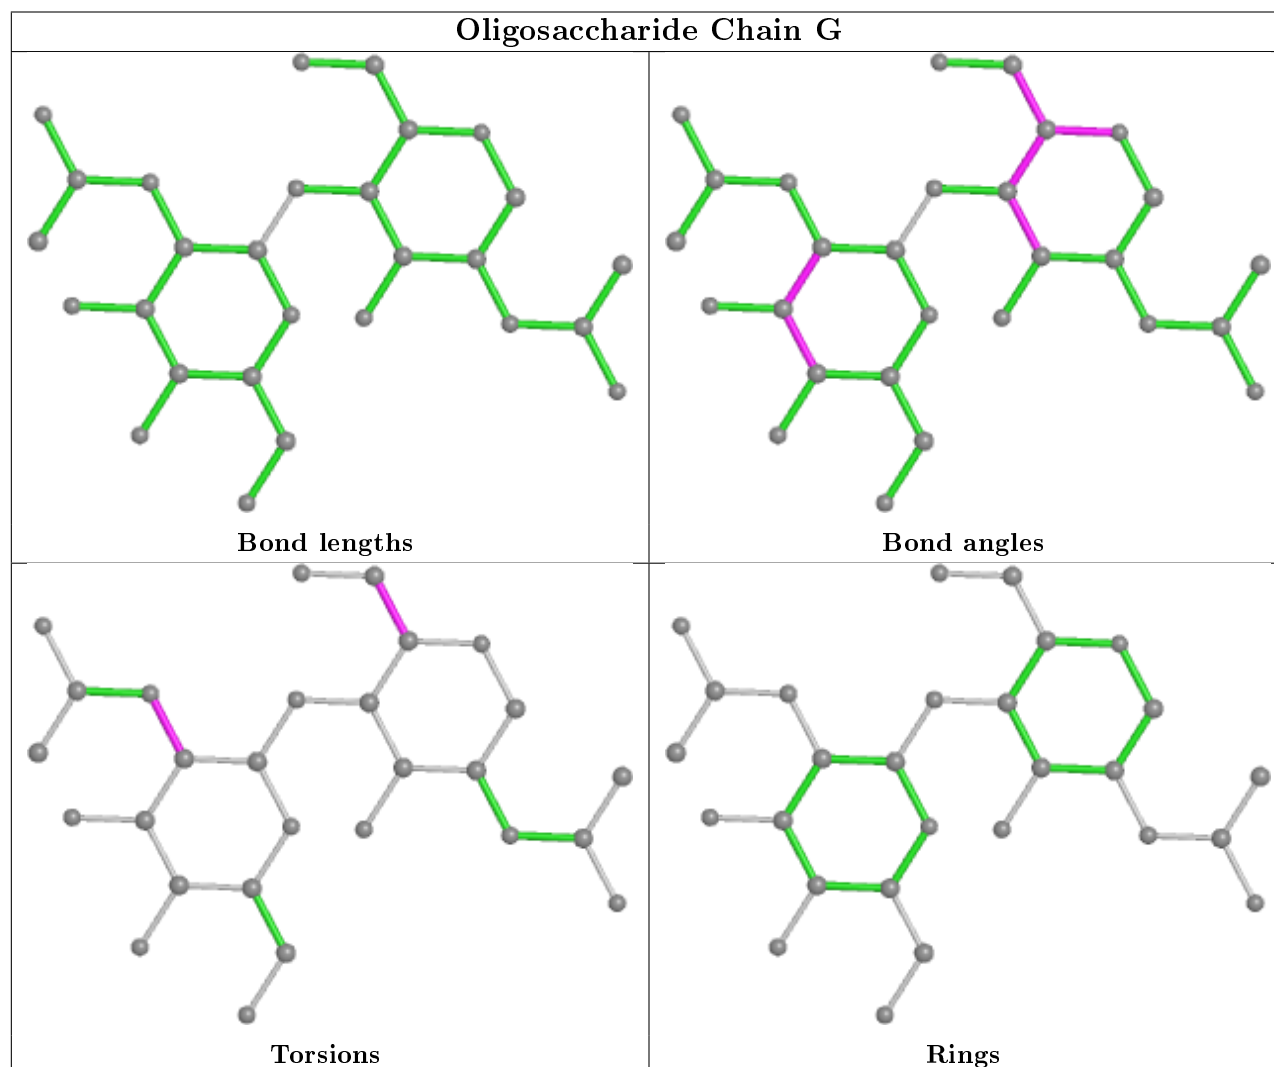 Oligosaccharide Chain G
Bond lengths
Bond angles
Torsions
Rings